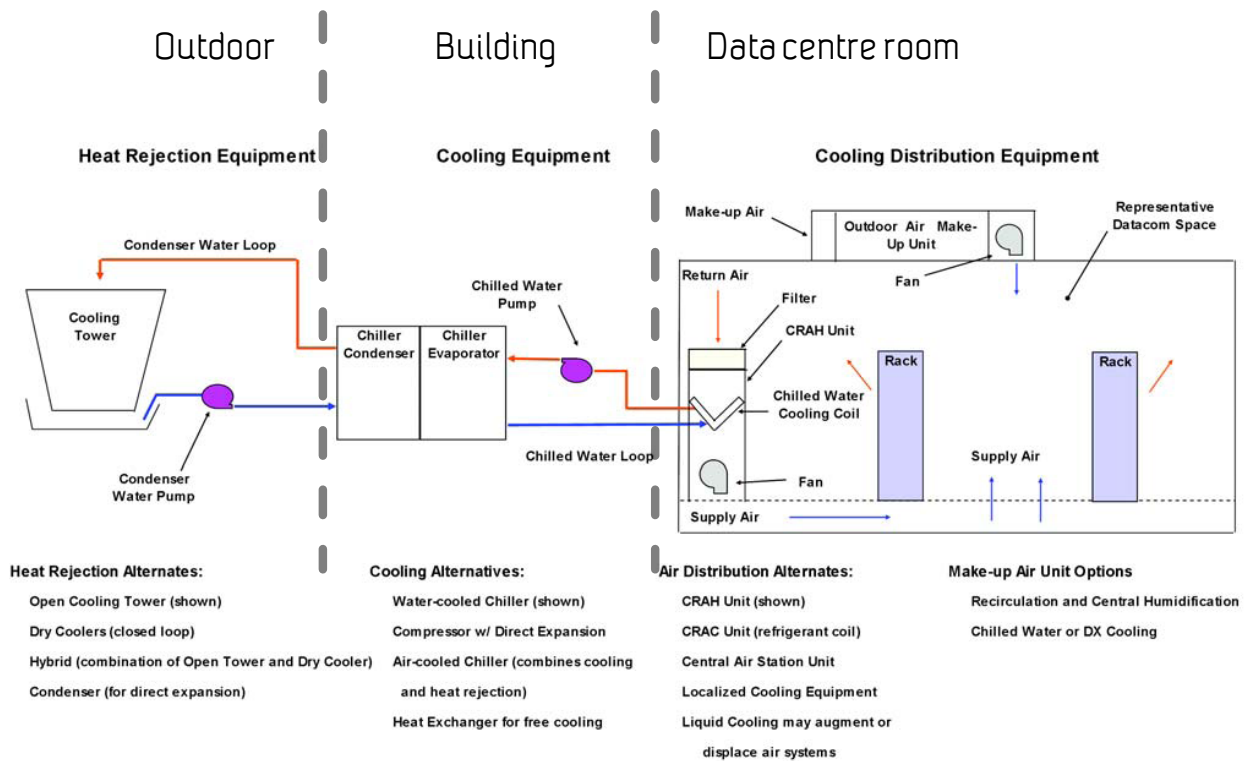 Outdoor
Building
Data centre room
Heat Rejection Equipment
Cooling Equipment
Cooling Distribution Equipment
Condenser Water Loop
Cooling
Tower
Condenser
Water Pump
Chiller
Condenser
Chiller
Evaporator
Chilled Water
Pump
Chilled Water Loop
Make-up Air
Outdoor Air Make-
Up Unit
Fan
Representative
Datacom Space
Return Air
Filter
CRAH Unit
Chilled Water
Cooling Coil
Fan
Rack
Rack
Supply Air
Supply Air
Heat Rejection Alternates:
Open Cooling Tower (shown)
Dry Coolers (closed loop)
Hybrid (combination of Open Tower and Dry Cooler)
Condenser (for direct expansion)
Cooling Alternatives:
Water-cooled Chiller (shown)
Compressor w/ Direct Expansion
Air-cooled Chiller (combines cooling
and heat rejection)
Heat Exchanger for free cooling
Air Distribution Alternates:
CRAH Unit (shown)
CRAC Unit (refrigerant coil)
Central Air Station Unit
Localized Cooling Equipment
Liquid Cooling may augment or
displace air systems
Make-up Air Unit Options
Recirculation and Central Humidification
Chilled Water or DX Cooling